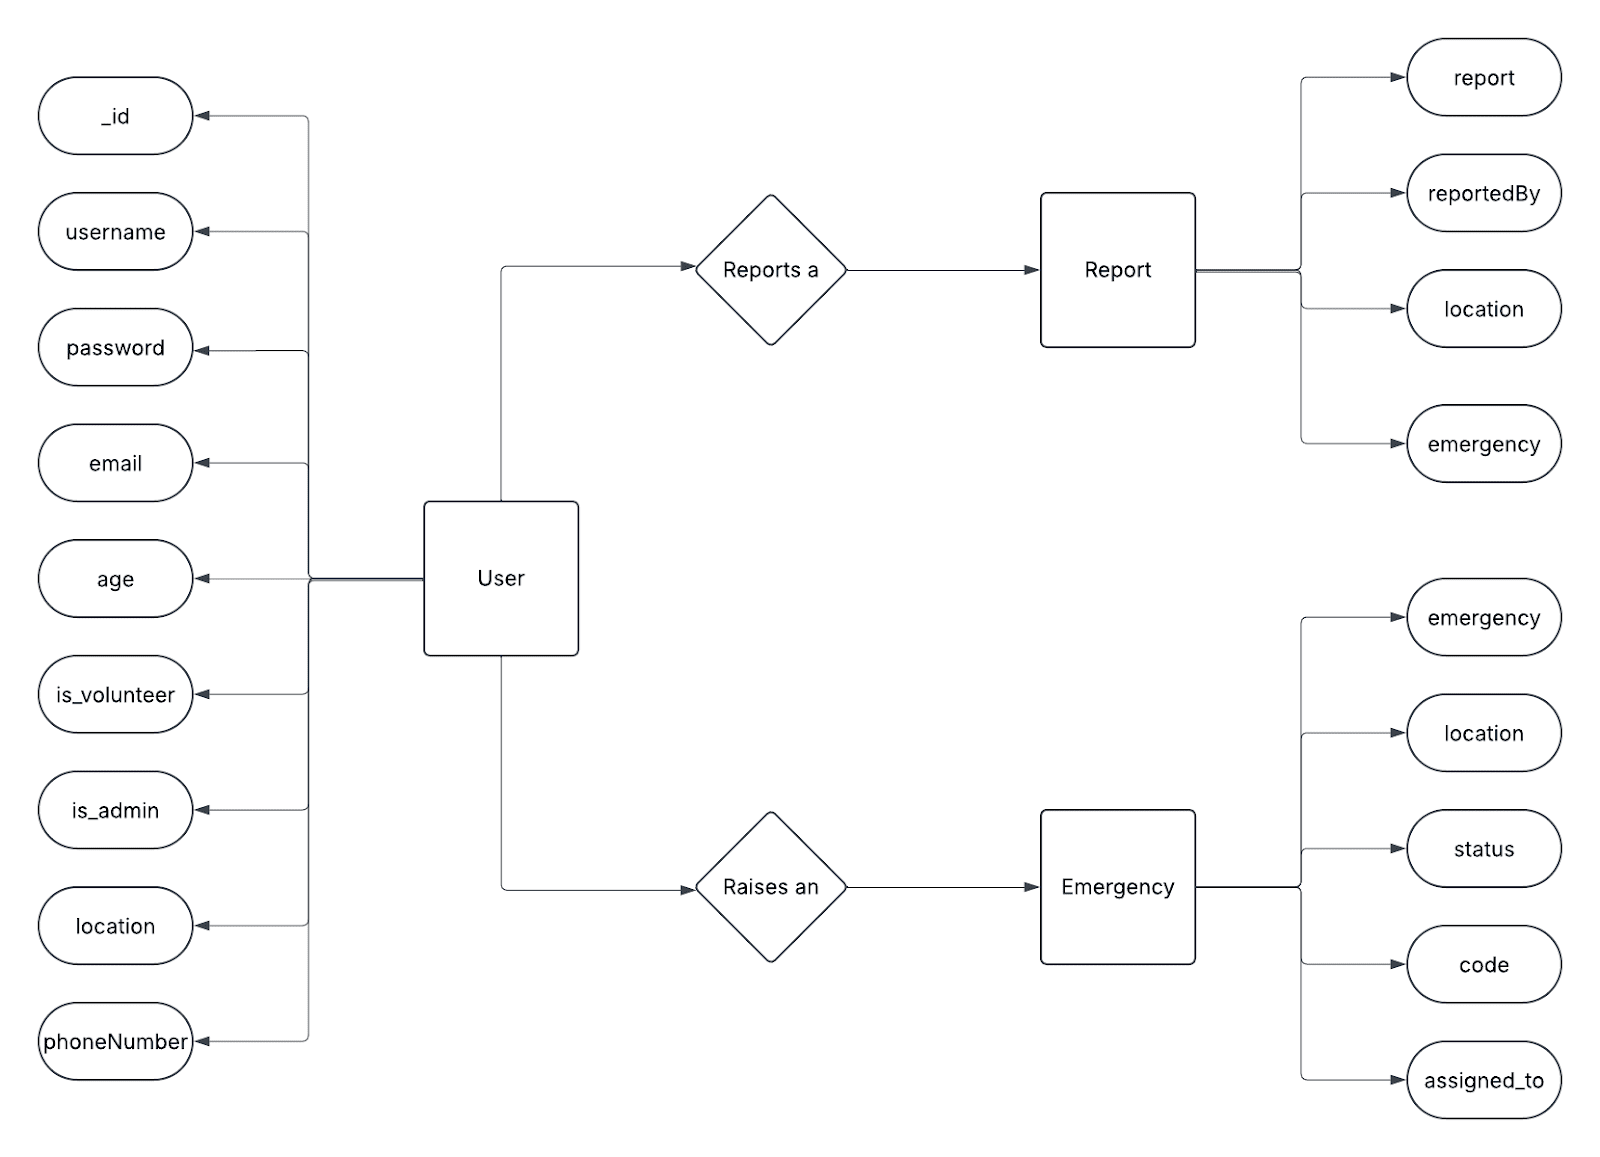 _id
username
password
email
age
is_volunteer
is_admin
location
phoneNumber
User
Reports a
Raises an
Report
Emergency
report
reportedBy
location
emergency
emergency
location
status
code
assigned_to